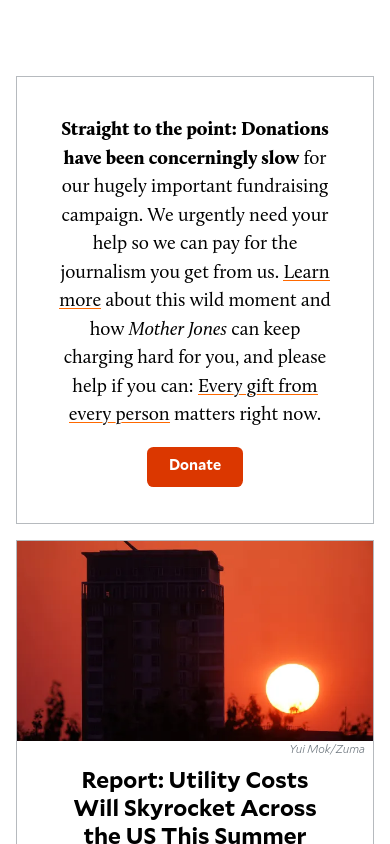 Straight to the point: Donations
have been concerningly slow for
our hugely important fundraising
campaign. We urgently need your
help so we can pay for the
journalism you get from us. Learn
more about this wild moment and
how Mother Jones can keep
charging hard for you, and please
help if you can: Every gift from
every person matters right now.
Donate
Yui Mok/Zuma
Report: Utility Costs
Will Skyrocket Across
the US This Summer